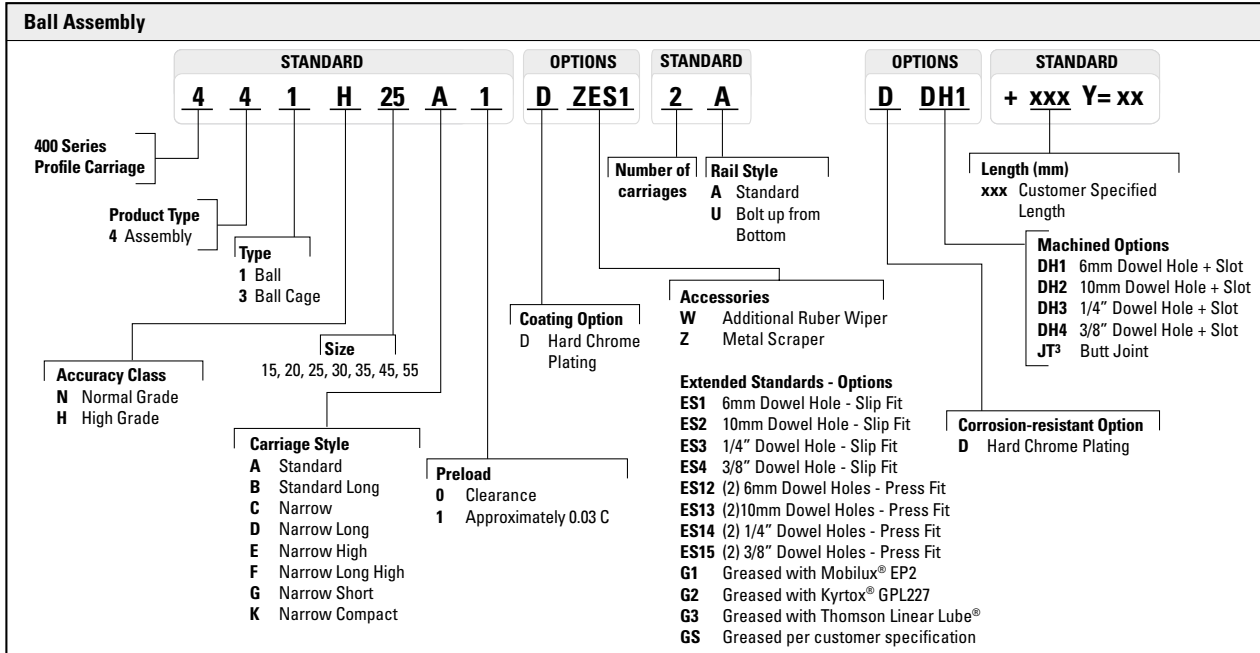 Ball Assembly
STANDARD
OPTIONS
STANDARD
OPTIONS
STANDARD
4 4 1 H 25 A 1 D ZES1 2 A D DH1 + xxx Y= xx
400 Series
Profile Carriage
Product Type
4 Assembly
Type
1 Ball
3 Ball Cage
Accuracy Class
N Normal Grade
H High Grade
Size
15, 20, 25, 30, 35, 45, 55
Carriage Style
A Standard
B Standard Long
C Narrow
D Narrow Long
E Narrow High
F Narrow Long High
G Narrow Short
K Narrow Compact
Preload
0 Clearance
1 Approximately 0.03 C
Coating Option
D Hard Chrome
Plating
Number of
carriages
Rail Style
A Standard
U Bolt up from
Bottom
Accessories
W Additional Ruber Wiper
Z Metal Scraper
Extended Standards - Options
ES1 6mm Dowel Hole - Slip Fit
ES2 10mm Dowel Hole - Slip Fit
ES3 1/4” Dowel Hole - Slip Fit
ES4 3/8” Dowel Hole - Slip Fit
ES12 (2) 6mm Dowel Holes - Press Fit
ES13 (2)10mm Dowel Holes - Press Fit
ES14 (2) 1/4” Dowel Holes - Press Fit
ES15 (2) 3/8” Dowel Holes - Press Fit
G1 Greased with Mobilux® EP2
G2 Greased with Kyrtox® GPL227
G3 Greased with Thomson Linear Lube®
GS Greased per customer specification
Length (mm)
xxx Customer Specified
Length
Machined Options
DH1 6mm Dowel Hole + Slot
DH2 10mm Dowel Hole + Slot
DH3 1/4” Dowel Hole + Slot
DH4 3/8” Dowel Hole + Slot
JT³ Butt Joint
Corrosion-resistant Option
D Hard Chrome Plating